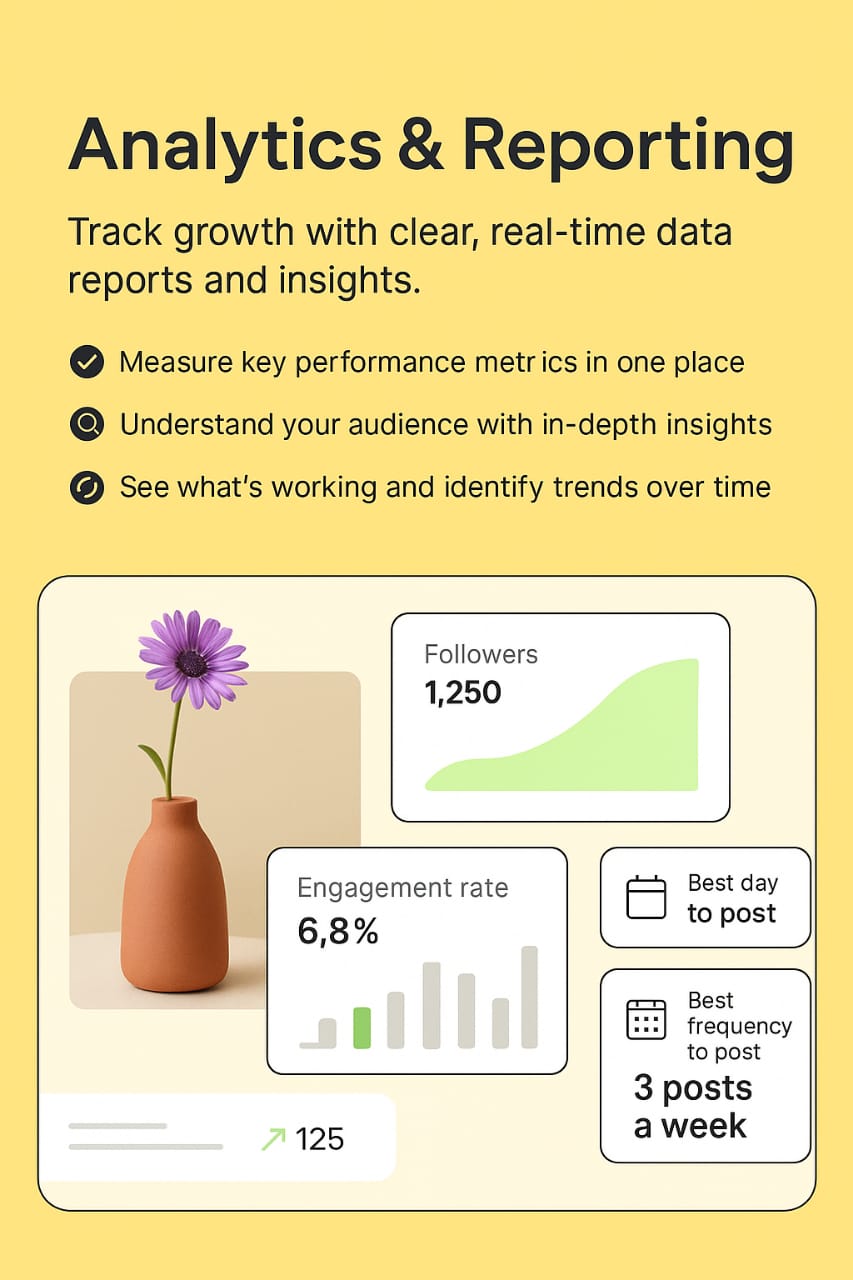 Analytics & Reporting
Track growth with clear, real-time data
reports and insights.
Measure key performance metrics in one place
Understand your audience with in-depth insights
See what's working and identify trends over time
Followers
1,250
Engagement rate
6,8%
Best day
to post
Best
frequency
to post
3 posts
a week
125